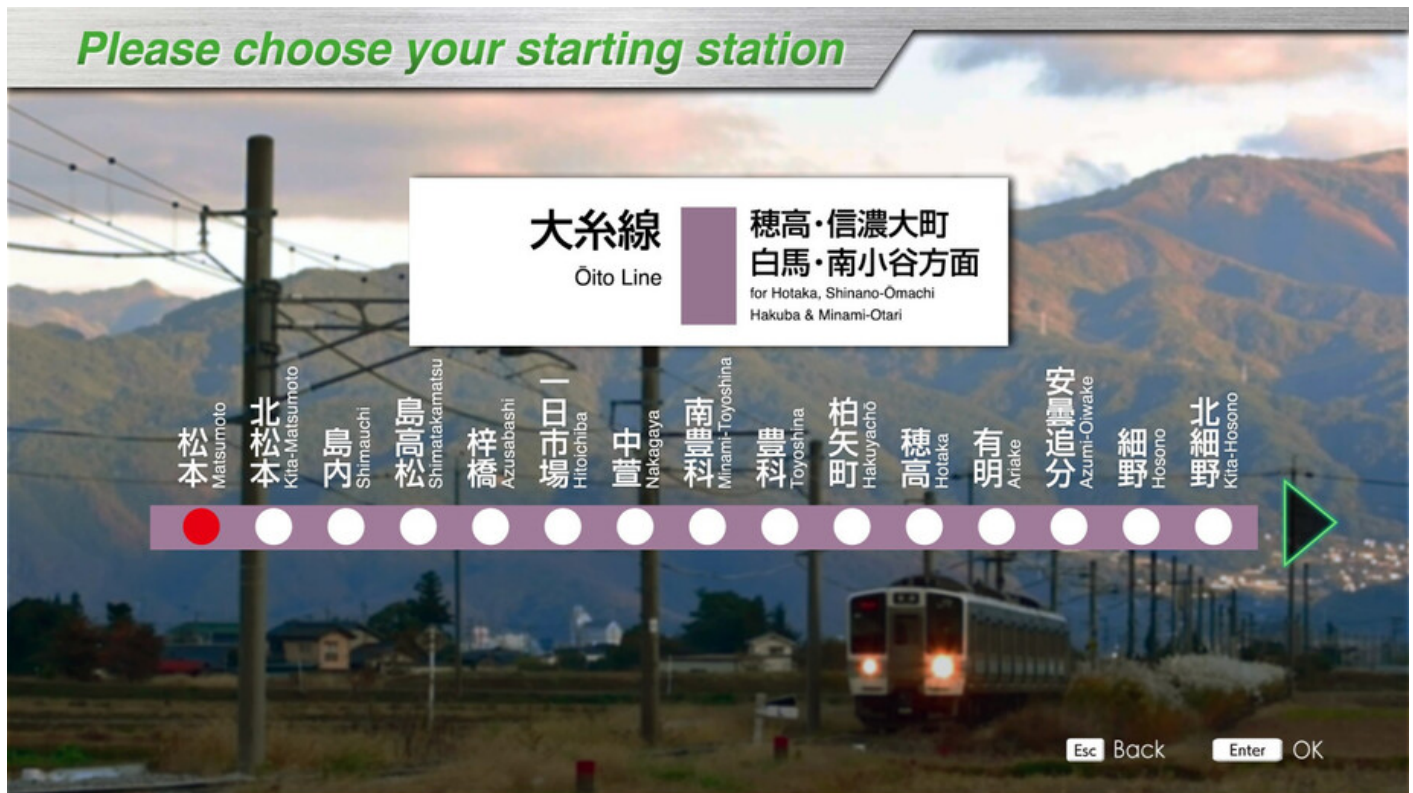 Please choose your starting station
大糸線
Ōito Line
穂高・信濃大町
白馬・南小谷方面
for Hotaka, Shinano-Ōmachi
Hakuba & Minami-Otari
松本
Matsumoto
北松本
Kita-Matsumoto
島内
Shimauchi
島高松
Shimatakamatsu
梓橋
Azusabashi
一日市場
Hitoichiba
中萱
Nakagaya
南豊科
Minami-Toyoshina
豊科
Toyoshina
柏矢町
Hakuyachō
穂高
Hotaka
有明
Ariake
安曇追分
Azumi-Oiwake
細野
Hosono
北細野
Kita-Hosono
Esc Back
Enter OK